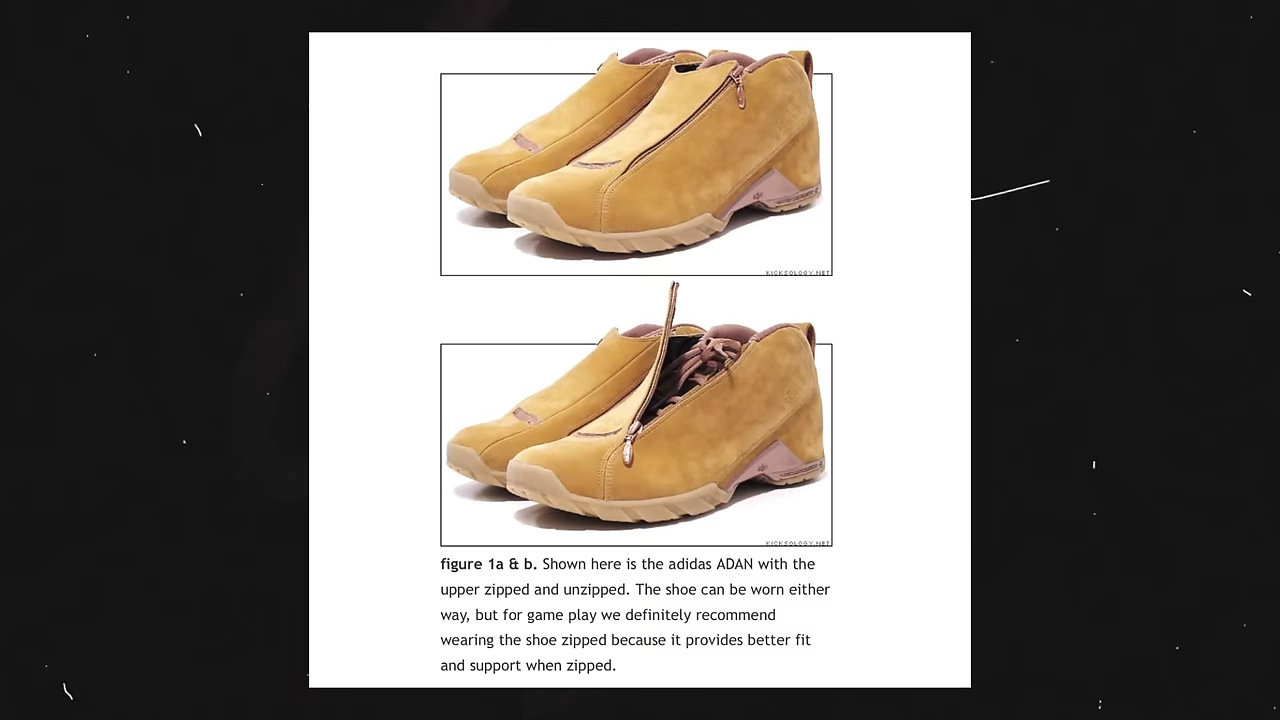 KICKSOLOGY.NET
KICKSOLOGY.NET
figure 1a & b. Shown here is the adidas ADAN with the
upper zipped and unzipped. The shoe can be worn either
way, but for game play we definitely recommend
wearing the shoe zipped because it provides better fit
and support when zipped.